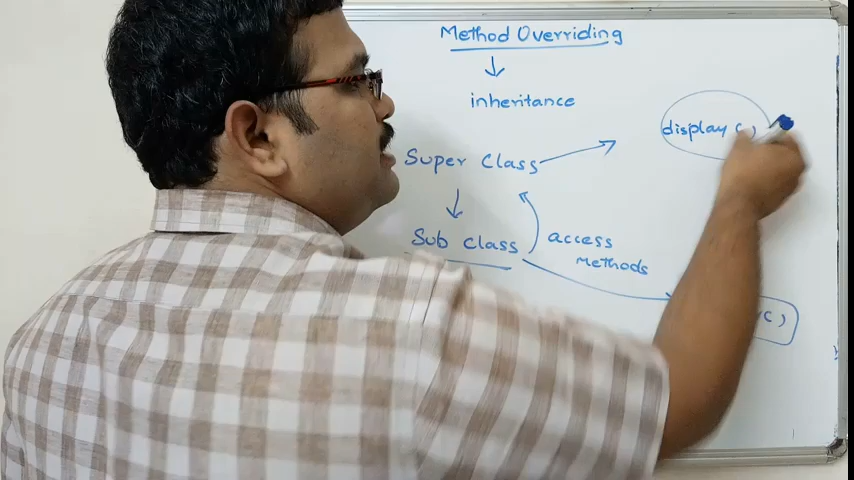 Method Overriding
inheritance
display()
Super Class
Sub Class
access
Methods